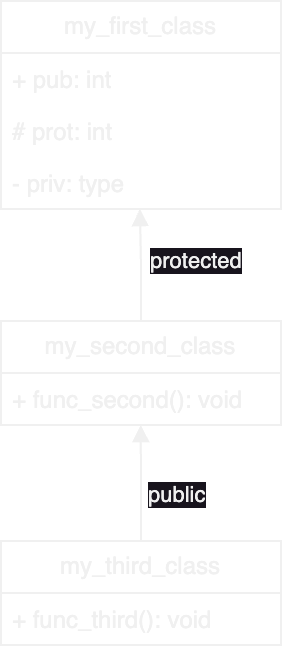 my_first_class
+ pub: int
# prot: int
- priv: type
protected
my_second_class
+ func_second(): void
public
my_third_class
+ func_third(): void